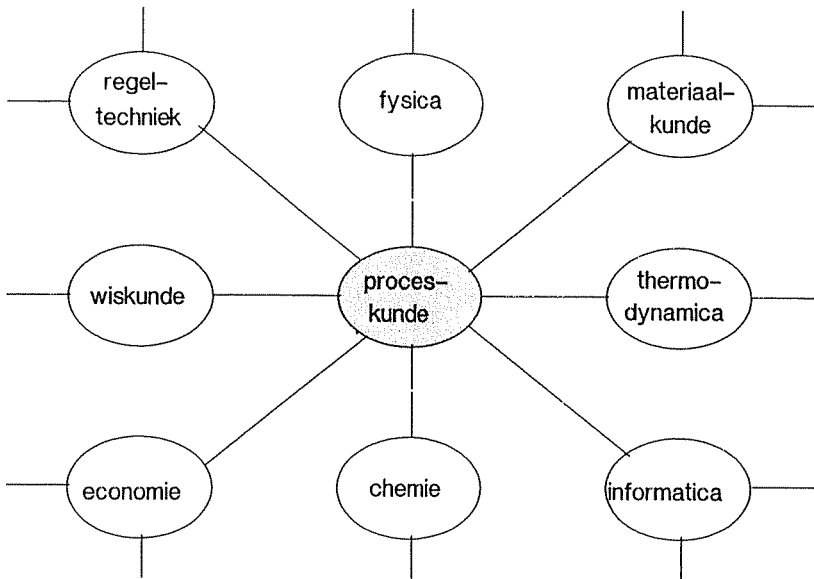 regel-
techniek
fysica
materiaal-
kunde
wiskunde
proces-
kunde
thermo-
dynamica
economie
chemie
informatica